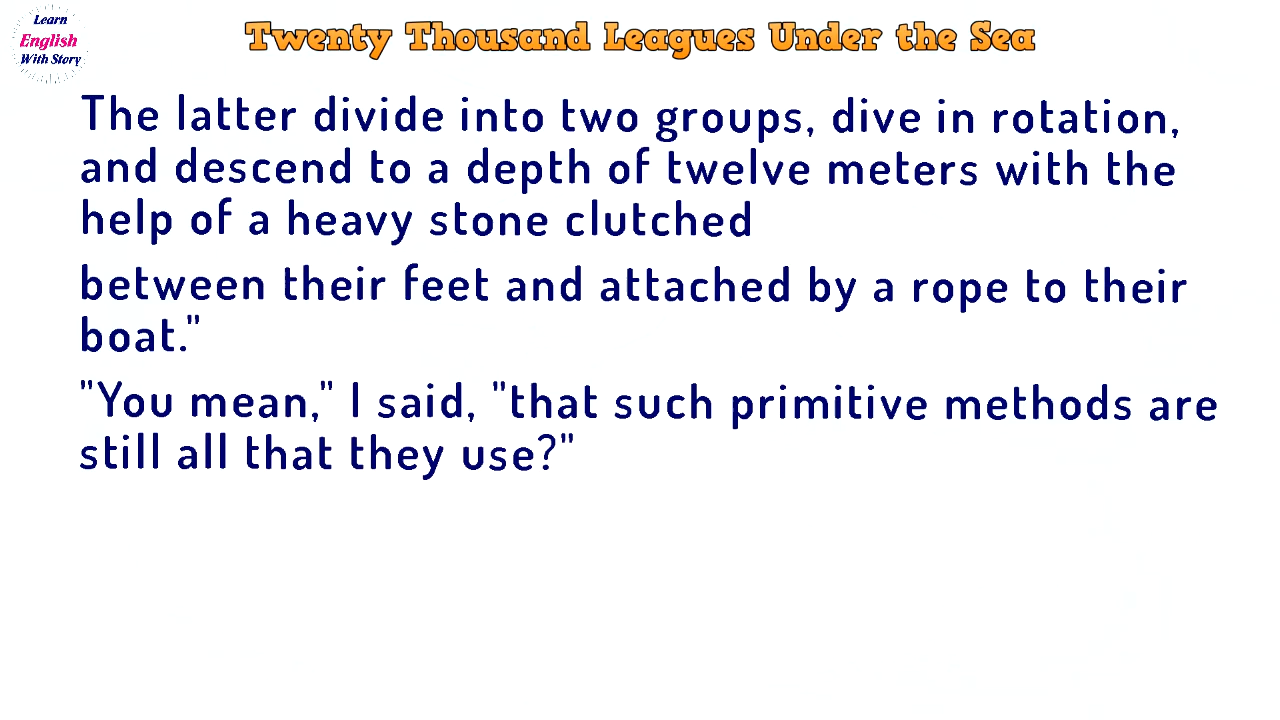 Learn
English
With Story
Twenty Thousand Leagues Under the Sea
The latter divide into two groups, dive in rotation,
and descend to a depth of twelve meters with the
help of a heavy stone clutched
between their feet and attached by a rope to their
boat."
"You mean," I said, "that such primitive methods are
still all that they use?"